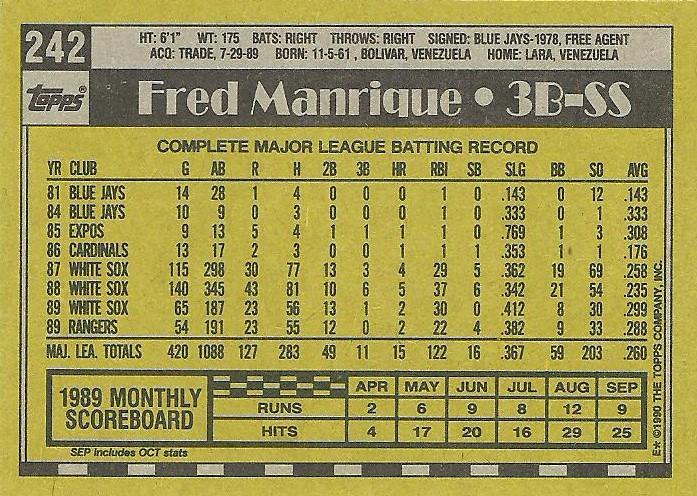 242
HT: 6'1" WT: 175 BATS: RIGHT THROWS: RIGHT SIGNED: BLUE JAYS-1978, FREE AGENT
ACQ: TRADE, 7-29-89 BORN: 11-5-61, BOLIVAR, VENEZUELA HOME: LARA, VENEZUELA
Topps®
Fred Manrique • 3B-SS
COMPLETE MAJOR LEAGUE BATTING RECORD
YR CLUB G AB R H 2B 3B HR RBI SB SLG BB SO AVG
81 BLUE JAYS 14 28 1 4 0 0 0 1 0 .143 0 12 .143
84 BLUE JAYS 10 9 0 3 0 0 0 1 0 .333 0 1 .333
85 EXPOS 9 13 5 4 1 1 1 1 0 .769 1 3 .308
86 CARDINALS 13 17 2 3 0 0 1 1 1 .353 1 1 .176
87 WHITE SOX 115 298 30 77 13 3 4 29 5 .362 19 69 .258
88 WHITE SOX 140 345 43 81 10 6 5 37 6 .342 21 54 .235
89 WHITE SOX 65 187 23 56 13 1 2 30 0 .412 8 30 .299
89 RANGERS 54 191 23 55 12 0 2 22 4 .382 9 33 .288
MAJ. LEA. TOTALS 420 1088 127 283 49 11 15 122 16 .367 59 203 .260
1989 MONTHLY SCOREBOARD
APR MAY JUN JUL AUG SEP
RUNS 2 6 9 8 12 9
HITS 4 17 20 16 29 25
SEP includes OCT stats
E* ©1990 THE TOPPS COMPANY, INC.